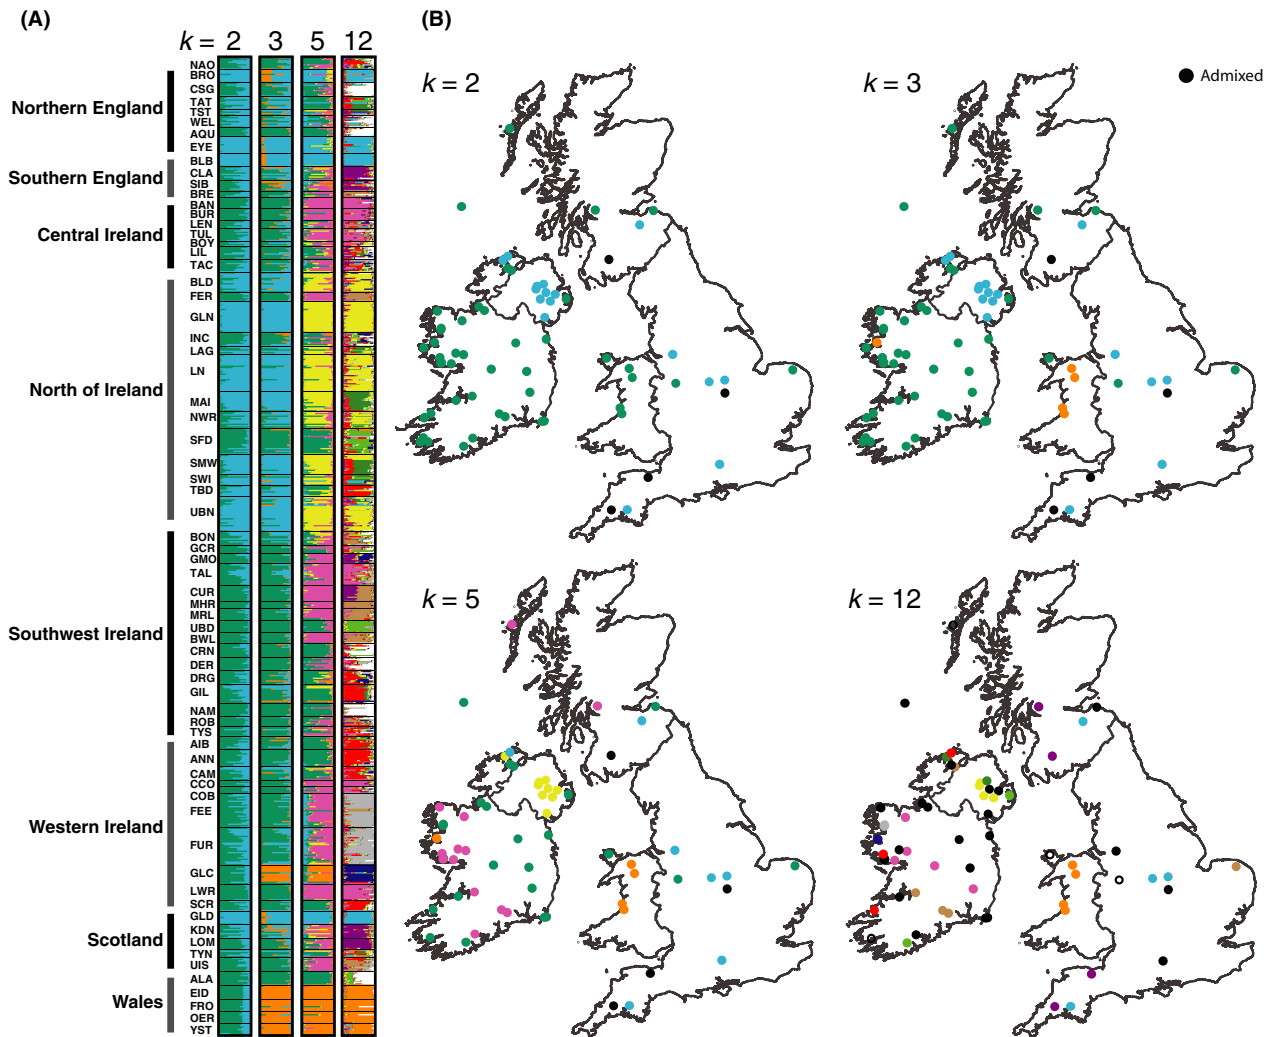 (A)
(B)
k = 2 3 5 12
NAO
BRO
CSG
Northern England
TAT
TST
WEL
AQU
EYE
BLB
Southern England
CLA
SIB
BRE
BAN
BUR
LEN
Central Ireland
TUL
BOY
LIL
TAC
BLD
FER
GLN
INC
LAG
North of Ireland
LN
MAI
NWR
SFD
SMW
SWI
TBD
UBN
BON
GCR
GMO
TAL
CUR
MHR
MRL
Southwest Ireland
UBD
BWL
CRN
DER
DRG
GIL
NAM
ROB
TYS
AIB
ANN
CAM
CCO
COB
FEE
Western Ireland
FUR
GLC
LWR
SCR
GLD
KDN
Scotland
LOM
TYN
UIS
ALA
EID
Wales
FRO
OER
YST
k = 2
k = 3
Admixed
k = 5
k = 12